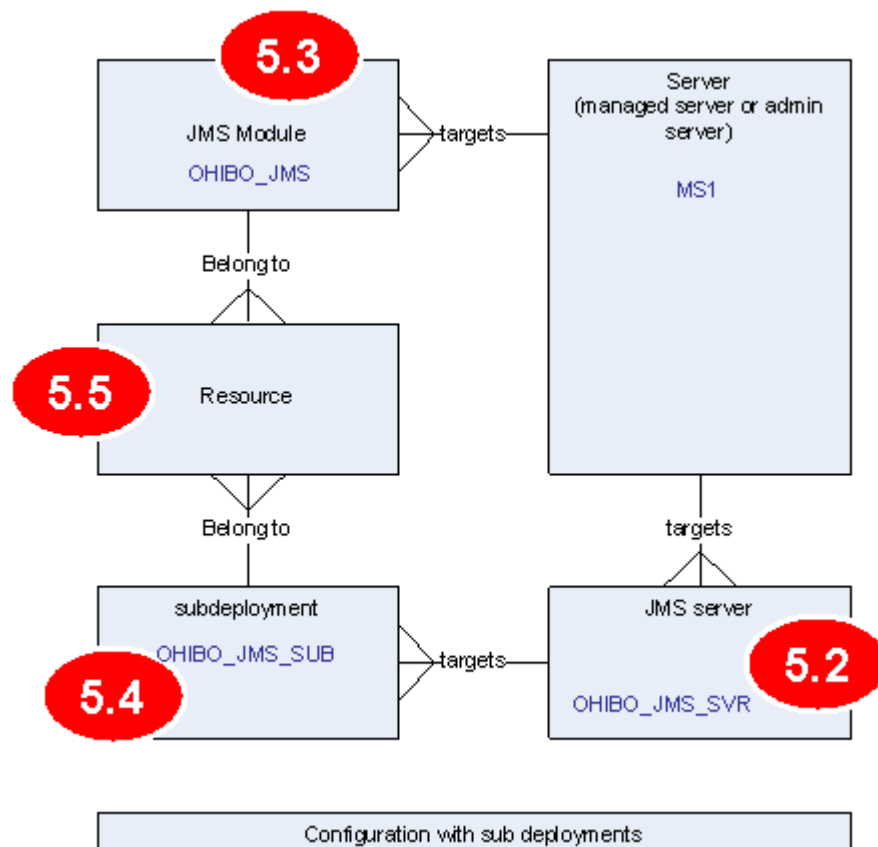 5.3
JMS Module
OHIBO_JMS
targets
Server
(managed server or admin
server)
MS1
Belong to
5.5
Resource
Belong to
targets
subdeployment
OHIBO_JMS_SUB
5.4
targets
JMS server
5.2
OHIBO_JMS_SVR
Configuration with sub deployments